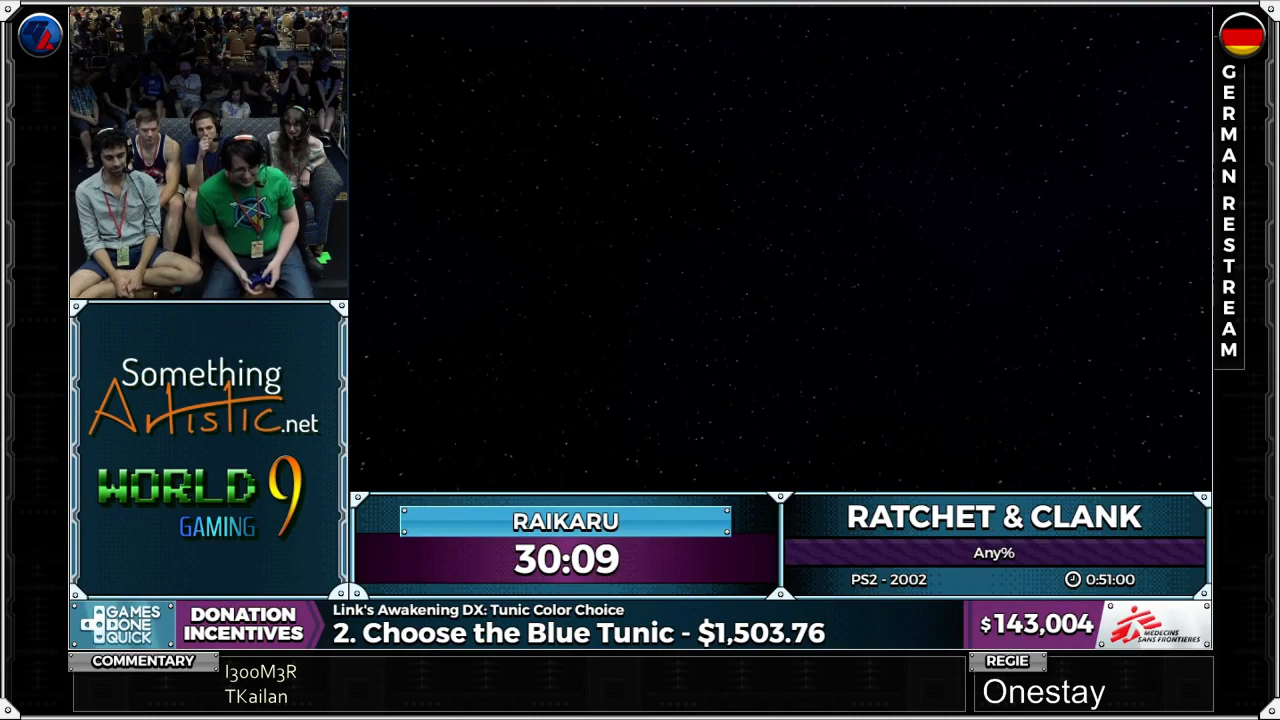 GERMAN RESTREAM
Something
Artistic.net
WORLD 9
GAMING
RAIKARU
30:09
RATCHET & CLANK
Any%
PS2 - 2002
0:51:00
GAMES
DONE
QUICK
DONATION
INCENTIVES
Link's Awakening DX: Tunic Color Choice
2. Choose the Blue Tunic - $1,503.76
$143,004
MEDECINS
SANS FRONTIERES
COMMENTARY
l3ooM3R
TKailan
REGIE
Onestay